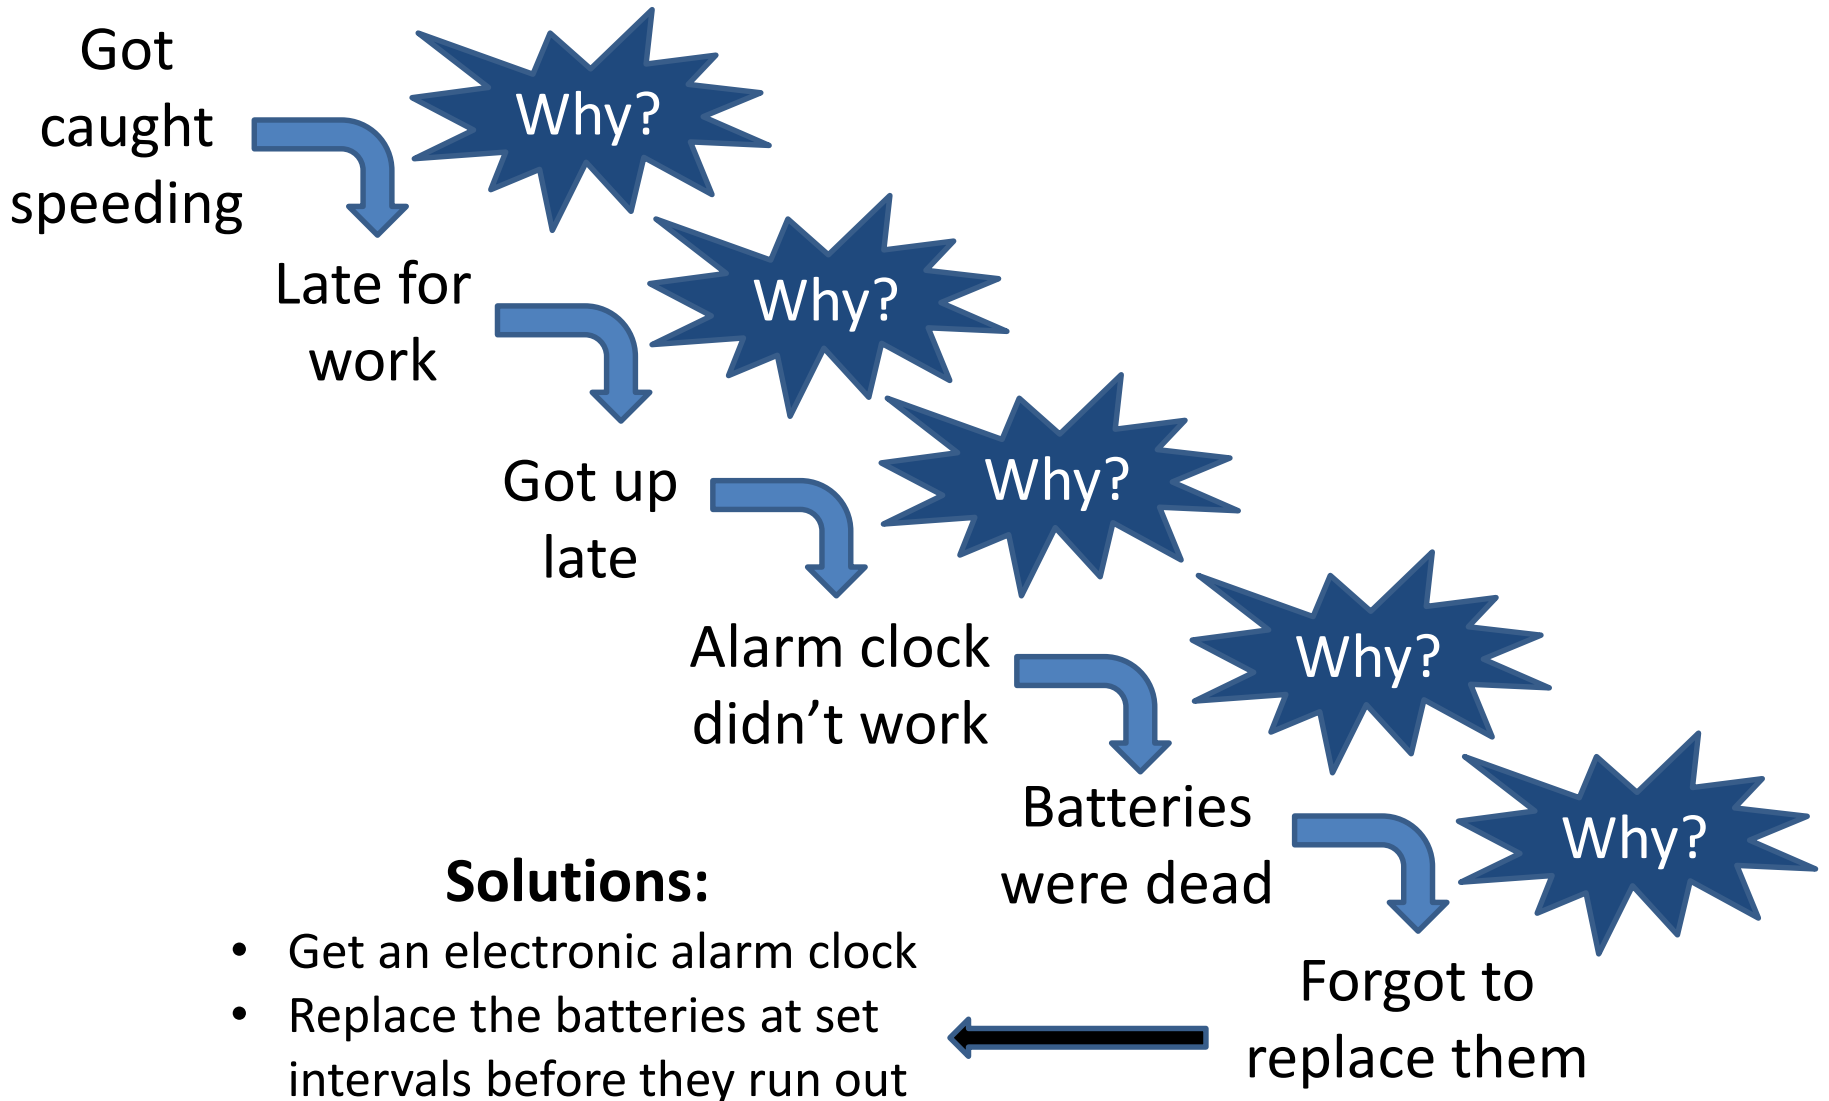 Got
caught
speeding
Why?
Late for
work
Why?
Got up
late
Why?
Alarm clock
didn’t work
Why?
Batteries
were dead
Why?
Forgot to
replace them
Solutions:
• Get an electronic alarm clock
• Replace the batteries at set
intervals before they run out